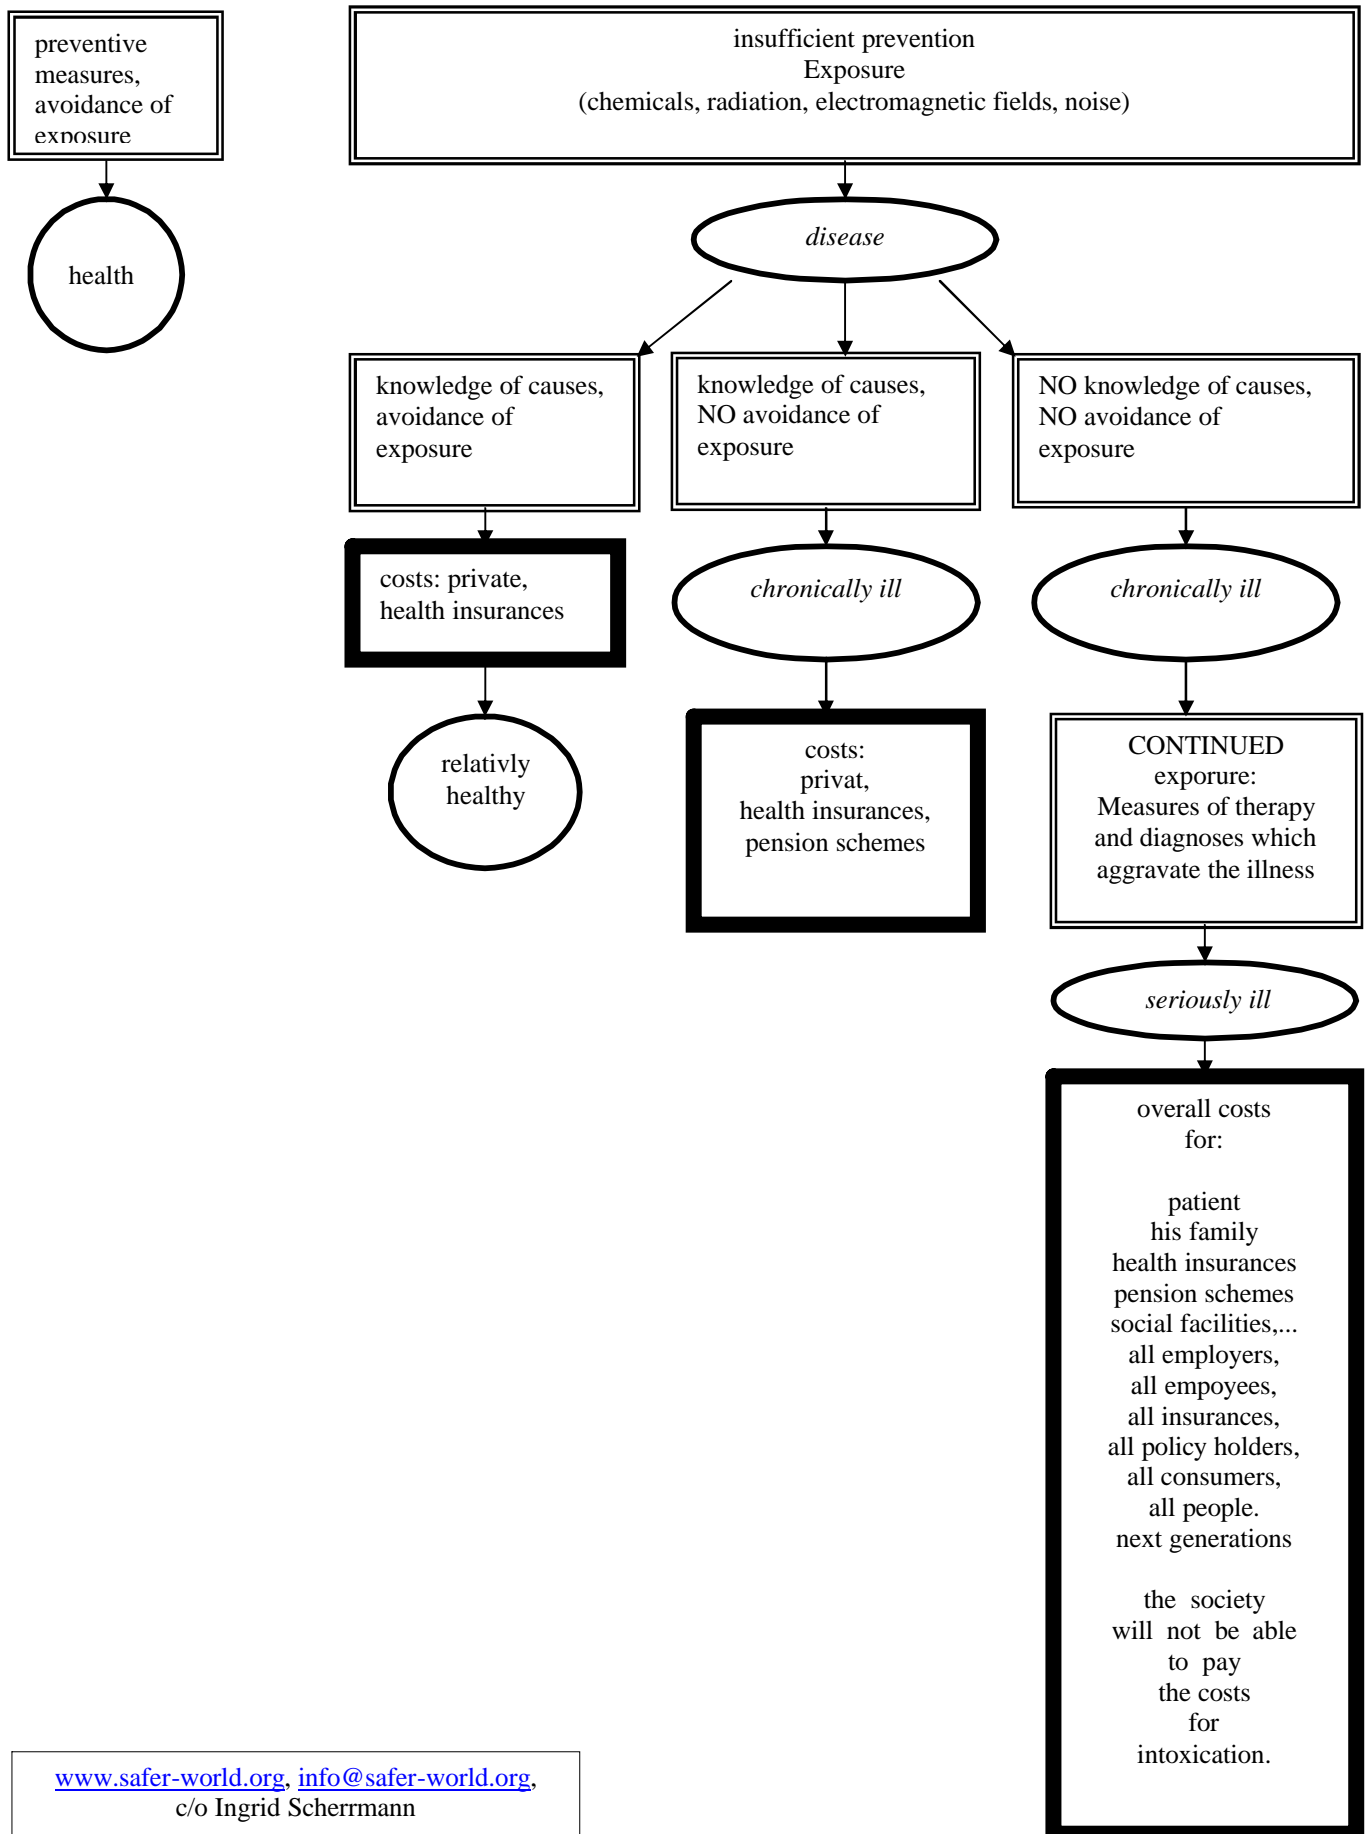 preventive
measures,
avoidance of
exposure
health
insufficient prevention
Exposure
(chemicals, radiation, electromagnetic fields, noise)
disease
knowledge of causes,
avoidance of
exposure
knowledge of causes,
NO avoidance of
exposure
NO knowledge of causes,
NO avoidance of
exposure
costs: private,
health insurances
chronically ill
chronically ill
relativly
healthy
costs:
privat,
health insurances,
pension schemes
CONTINUED
exporure:
Measures of therapy
and diagnoses which
aggravate the illness
seriously ill
overall costs
for:
patient
his family
health insurances
pension schemes
social facilities,...
all employers,
all empoyees,
all insurances,
all policy holders,
all consumers,
all people.
next generations
the society
will not be able
to pay
the costs
for
intoxication.
www.safer-world.org, info@safer-world.org,
c/o Ingrid Scherrmann